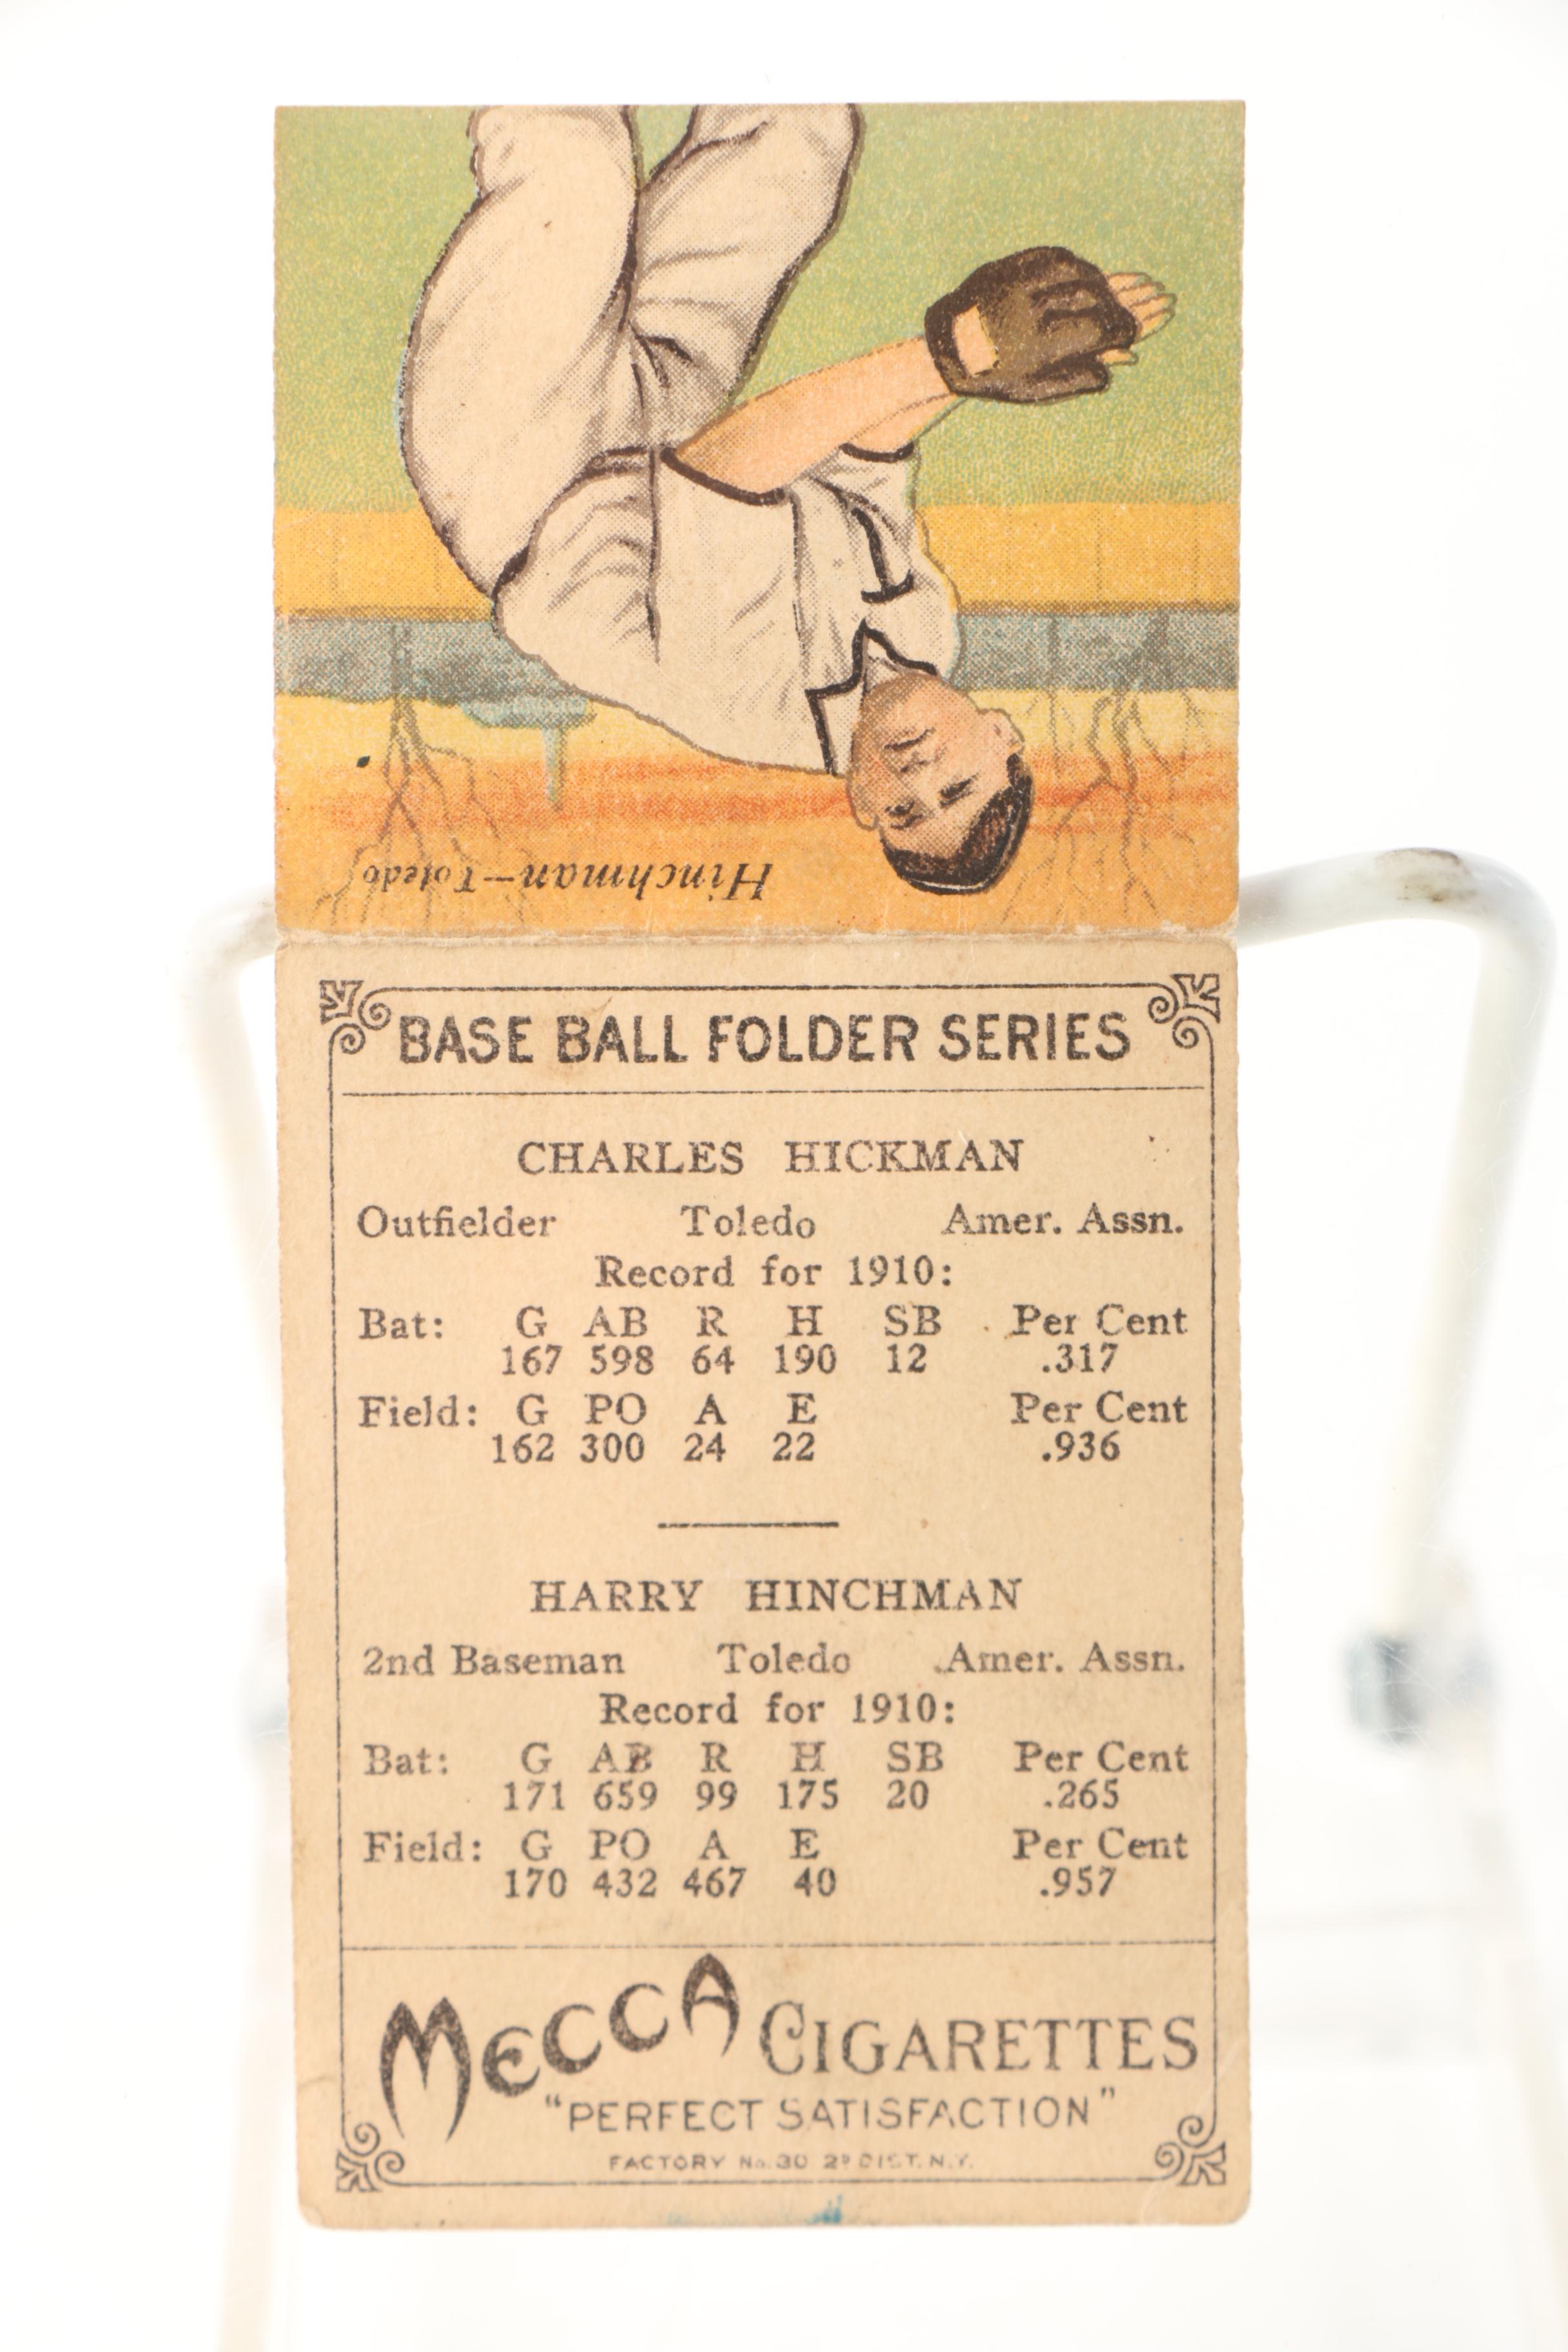 Hinchman—Toledo
BASE BALL FOLDER SERIES
CHARLES HICKMAN
Outfielder Toledo Amer. Assn.
Record for 1910:
Bat: G AB R H SB Per Cent
167 598 64 190 12 .317
Field: G PO A E Per Cent
162 300 24 22 .936
HARRY HINCHMAN
2nd Baseman Toledo Amer. Assn.
Record for 1910:
Bat: G AB R H SB Per Cent
171 659 99 175 20 .265
Field: G PO A E Per Cent
170 432 467 40 .957
MECCA CIGARETTES
"PERFECT SATISFACTION"
FACTORY No. 30 2D DIST. N.Y.